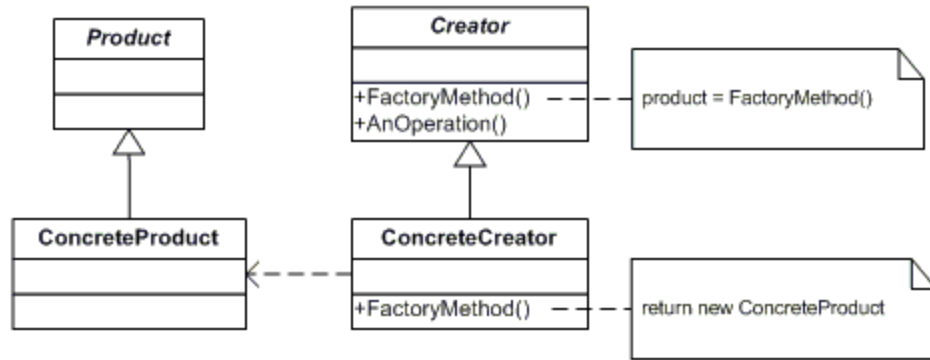 Product
Creator
+FactoryMethod()
+AnOperation()
product = FactoryMethod()
ConcreteProduct
ConcreteCreator
+FactoryMethod()
return new ConcreteProduct